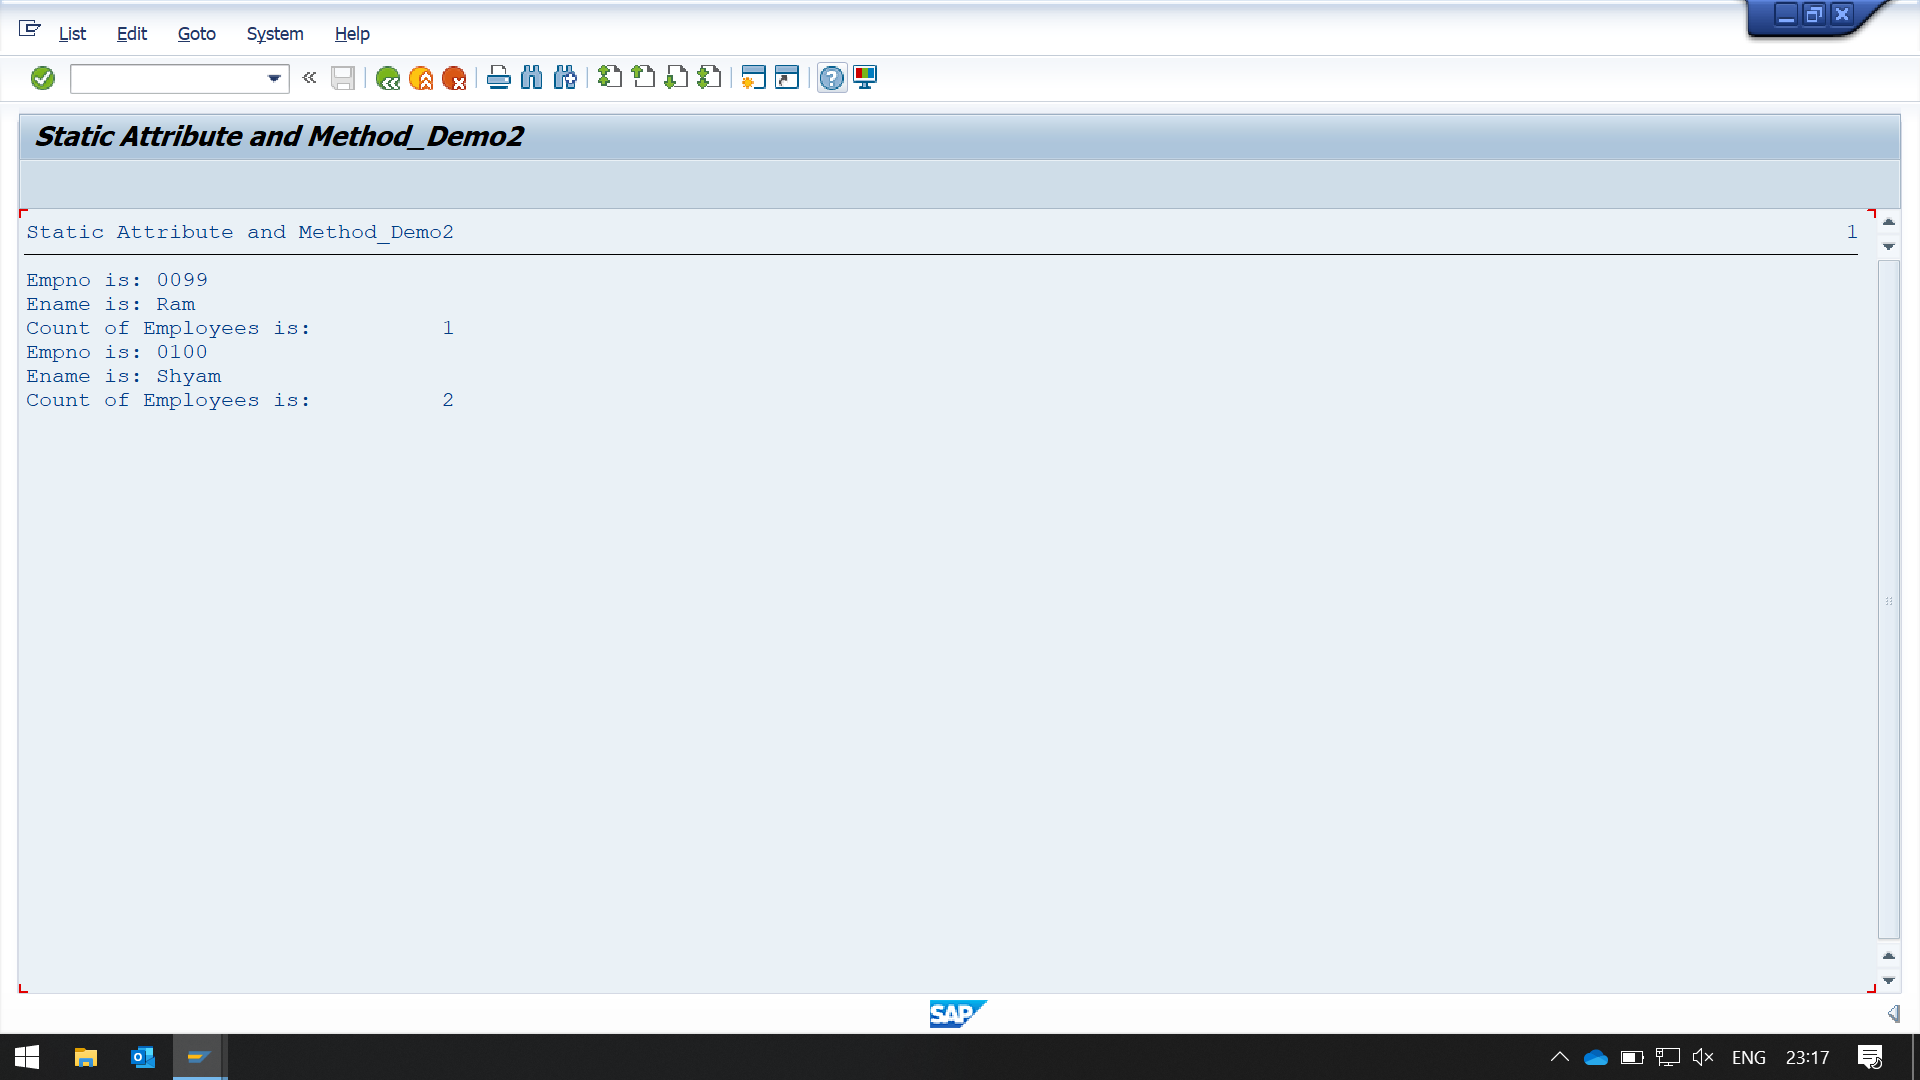 List Edit Goto System Help
Static Attribute and Method_Demo2
Static Attribute and Method_Demo2 1
Empno is: 0099
Ename is: Ram
Count of Employees is: 1
Empno is: 0100
Ename is: Shyam
Count of Employees is: 2
SAP
ENG 23:17